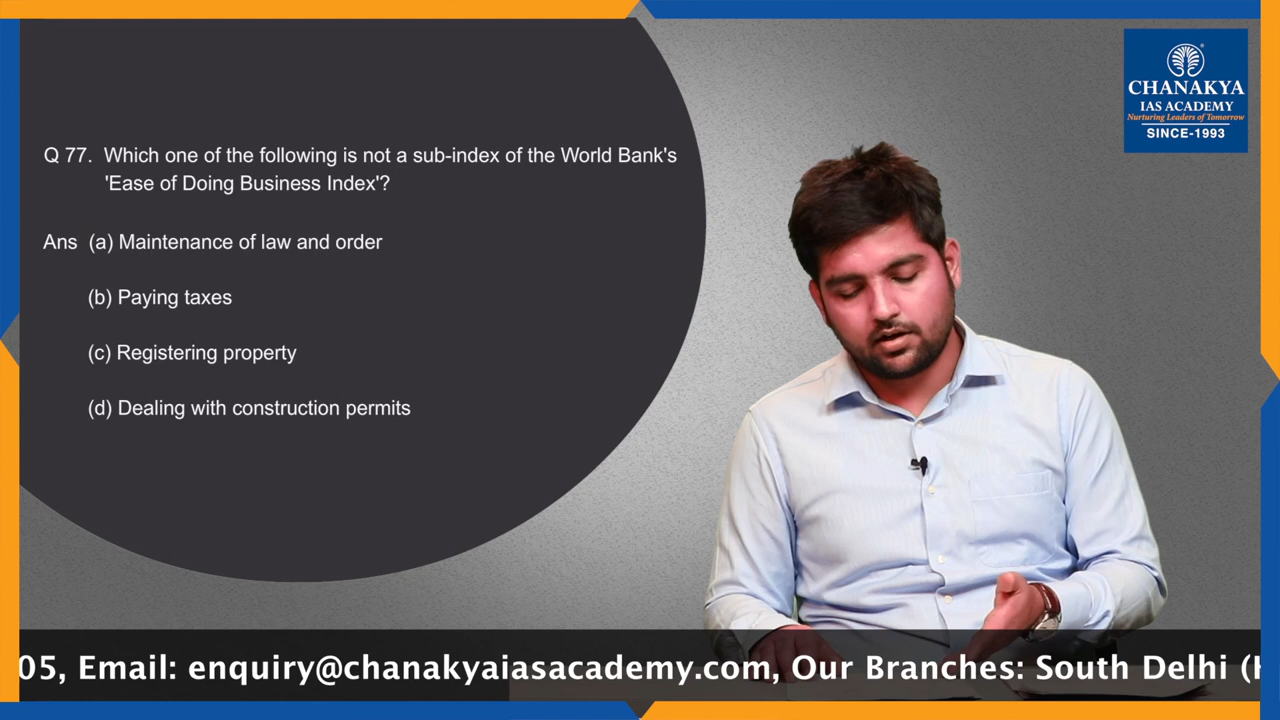 Q 77. Which one of the following is not a sub-index of the World Bank's
'Ease of Doing Business Index'?
Ans (a) Maintenance of law and order
(b) Paying taxes
(c) Registering property
(d) Dealing with construction permits
CHANAKYA
IAS ACADEMY
Nurturing Leaders of Tomorrow
SINCE-1993
05, Email: enquiry@chanakyaiasacademy.com, Our Branches: South Delhi (